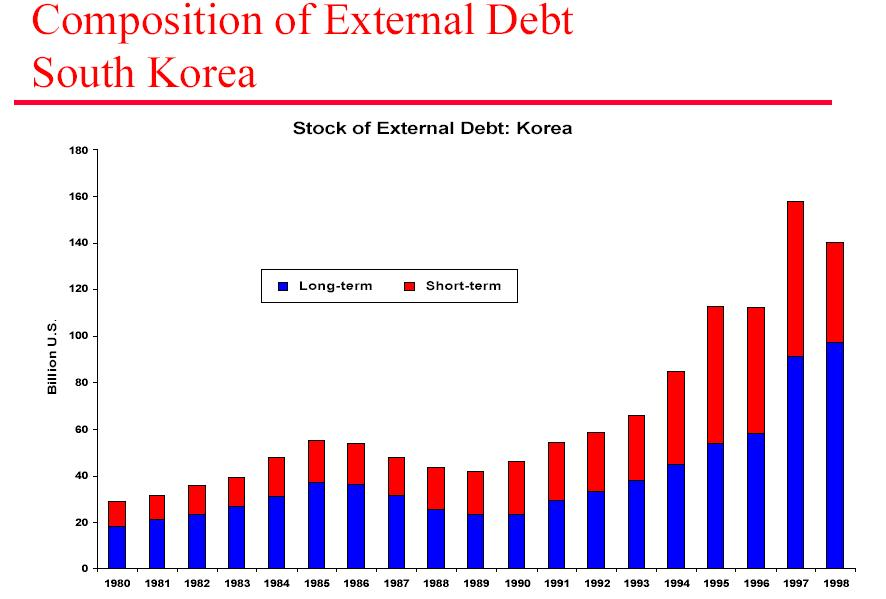 Composition of External Debt
South Korea
Stock of External Debt: Korea
180
160
140
120
100
80
60
40
20
0
Billion U.S.
Long-term Short-term
1980 1981 1982 1983 1984 1985 1986 1987 1988 1989 1990 1991 1992 1993 1994 1995 1996 1997 1998